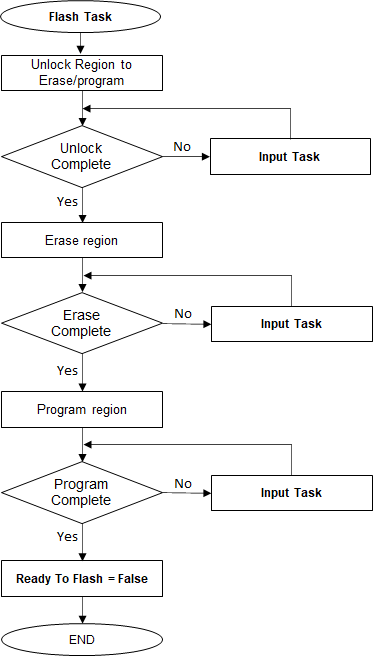 Flash Task
Unlock Region to
Erase/program
Unlock
Complete
No
Input Task
Yes
Erase region
Erase
Complete
No
Input Task
Yes
Program region
Program
Complete
No
Input Task
Yes
Ready To Flash = False
END